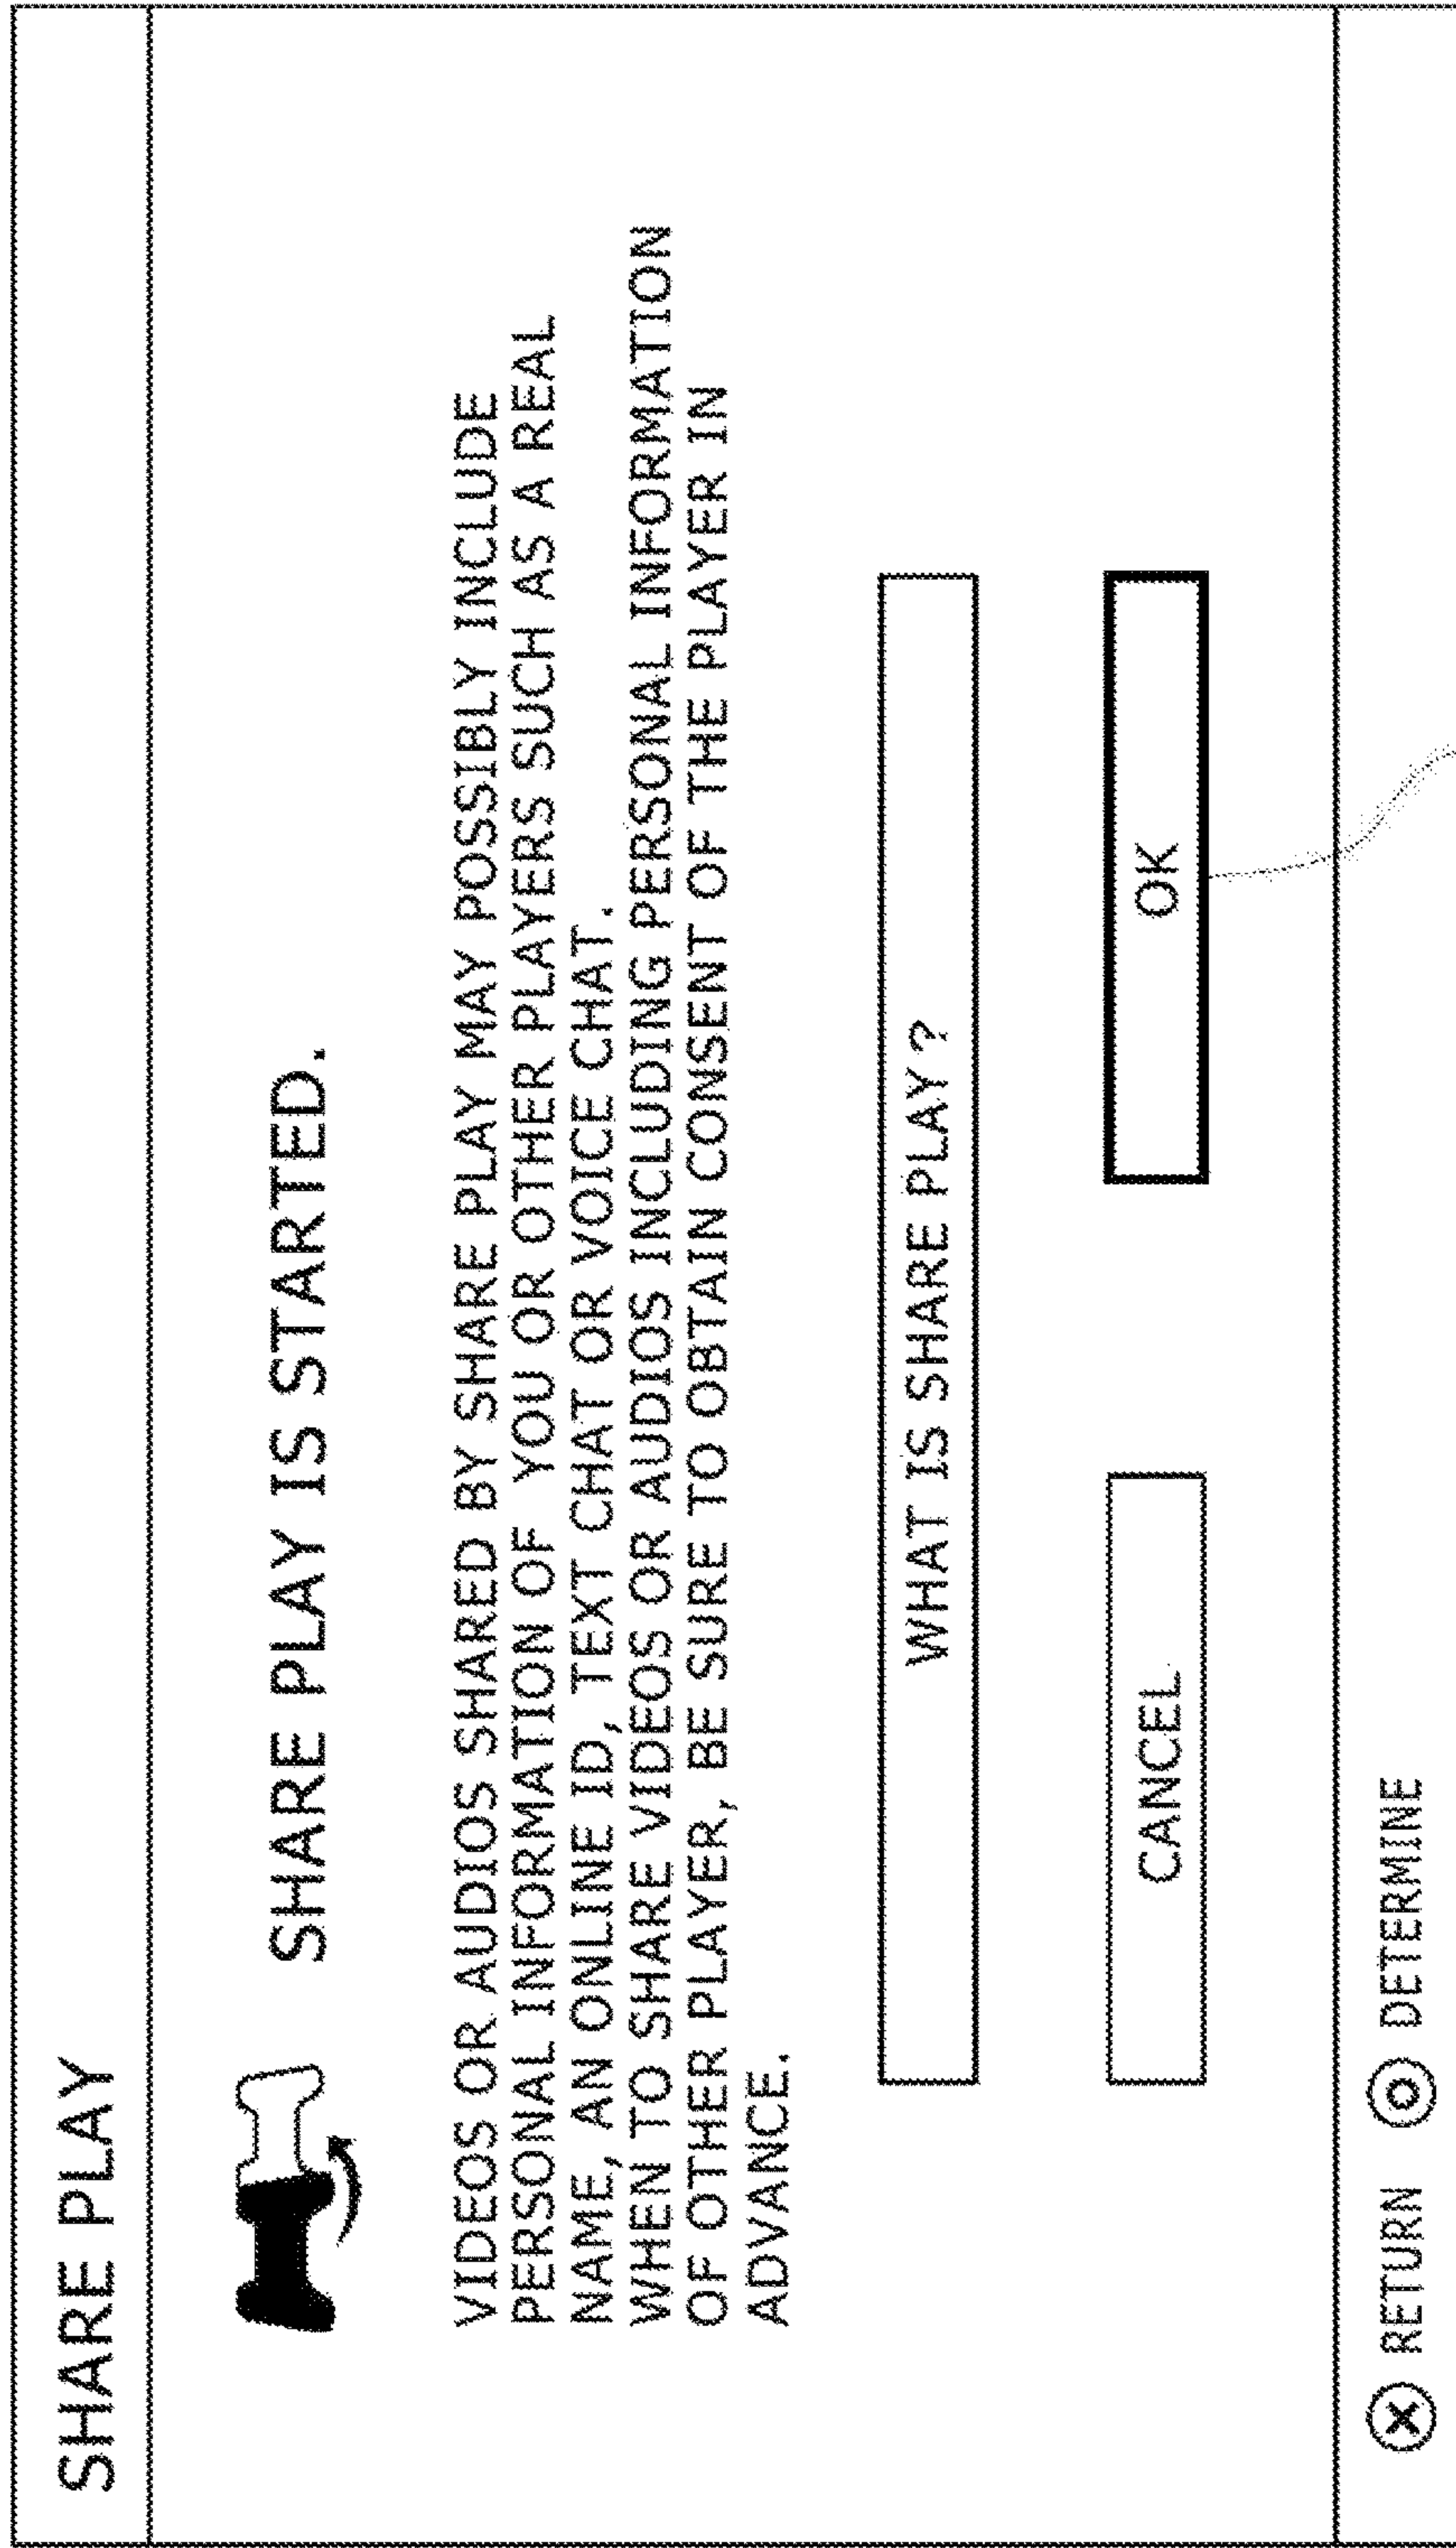 SHARE PLAY
SHARE PLAY IS STARTED.
VIDEOS OR AUDIOS SHARED BY SHARE PLAY MAY POSSIBLY INCLUDE
PERSONAL INFORMATION OF YOU OR OTHER PLAYERS SUCH AS A REAL
NAME, AN ONLINE ID, TEXT CHAT OR VOICE CHAT.
WHEN TO SHARE VIDEOS OR AUDIOS INCLUDING PERSONAL INFORMATION
OF OTHER PLAYER, BE SURE TO OBTAIN CONSENT OF THE PLAYER IN
ADVANCE.
WHAT IS SHARE PLAY?
CANCEL
OK
RETURN
DETERMINE